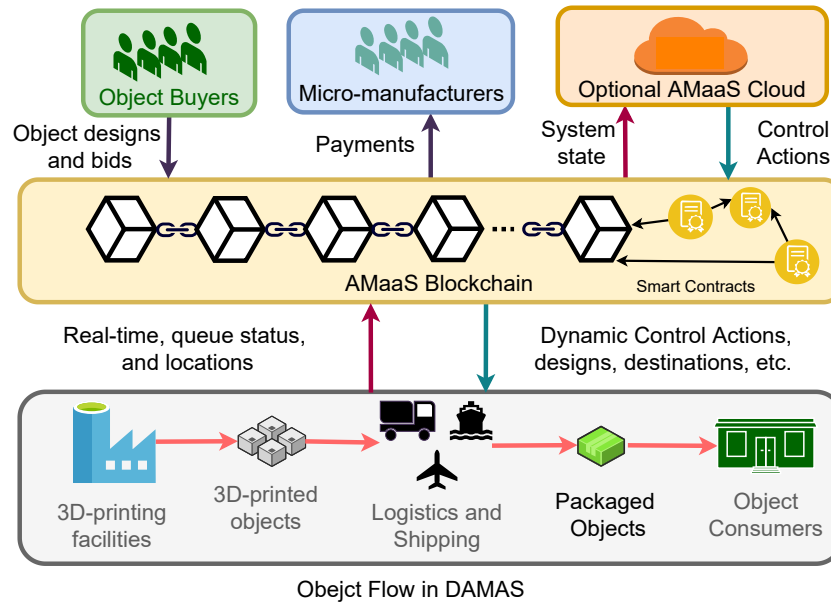 Object Buyers
Micro-manufacturers
Optional AMaaS Cloud
Object designs
and bids
Payments
System
state
Control
Actions
AMaaS Blockchain
Smart Contracts
Real-time, queue status,
and locations
Dynamic Control Actions,
designs, destinations, etc.
3D-printing
facilities
3D-printed
objects
Logistics and
Shipping
Packaged
Objects
Object
Consumers
Obejct Flow in DAMAS